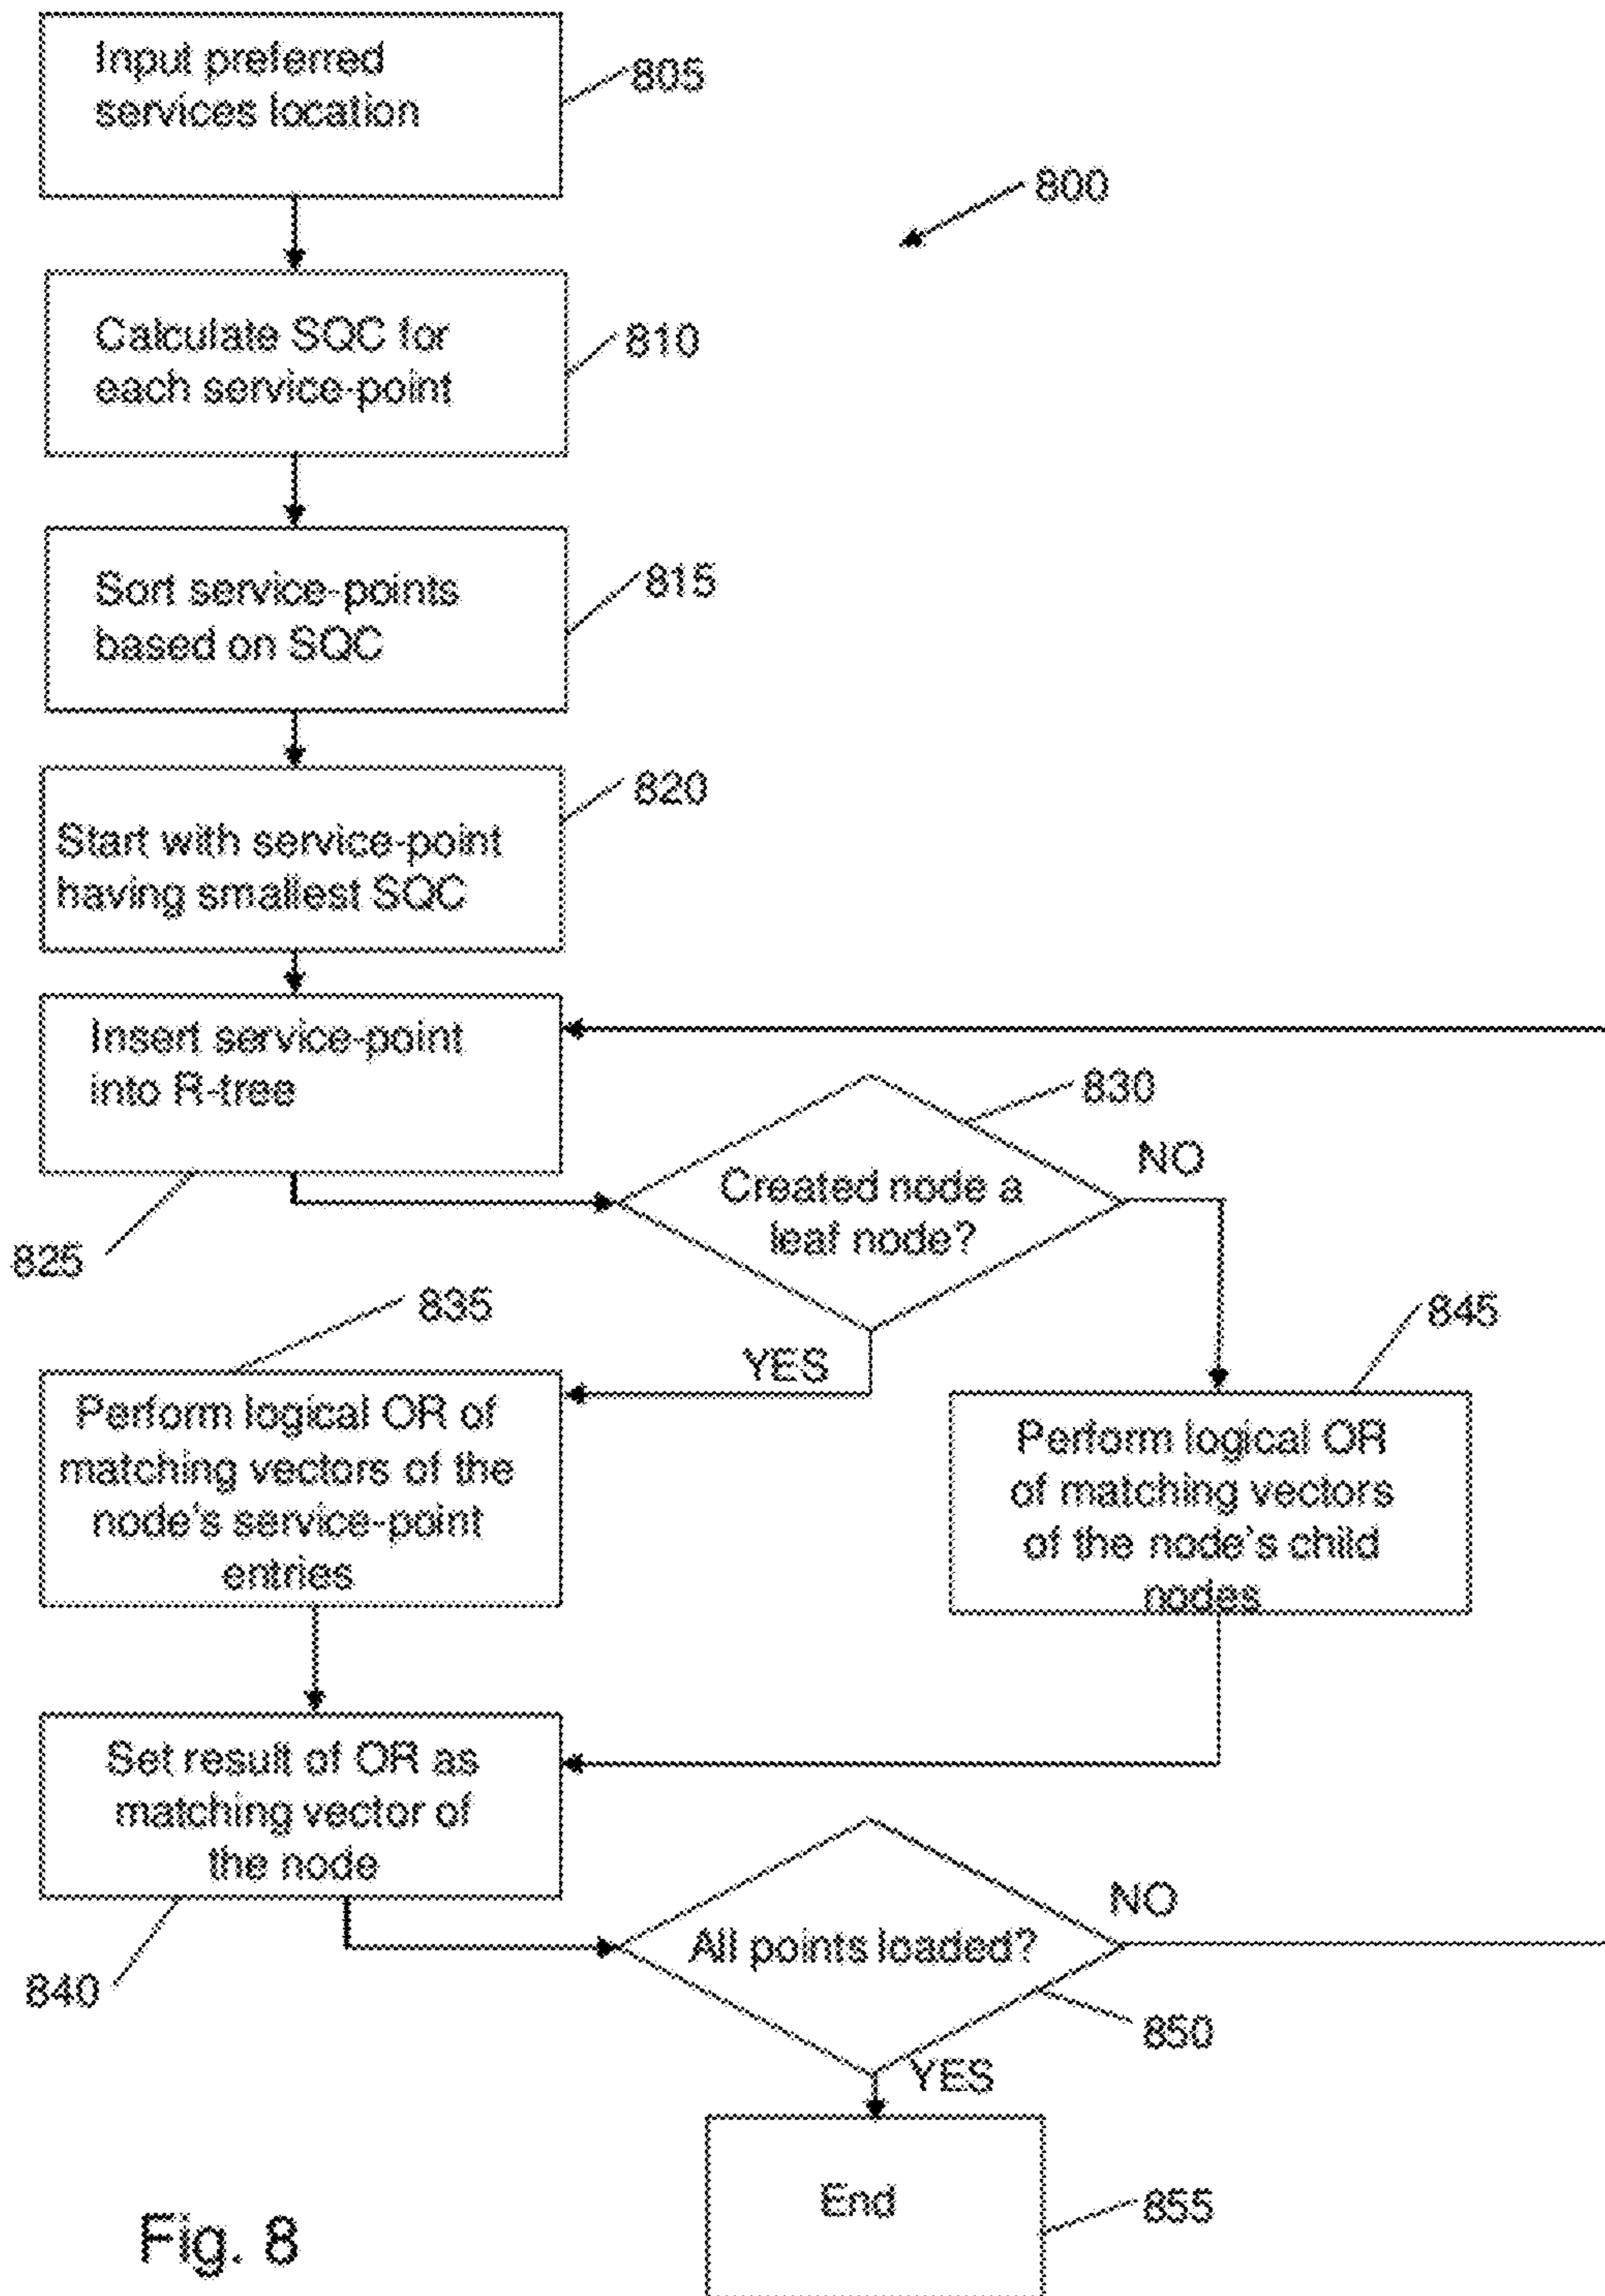 Input preferred
services location
805
800
Calculate SQC for
each service-point
810
Sort service-points
based on SQC
815
Start with service-point
having smallest SQC
820
Insert service-point
into R-tree
825
Created node a
leaf node?
830
NO
YES
835
Perform logical OR of
matching vectors of the
node's service-point
entries
845
Perform logical OR
of matching vectors
of the node's child
nodes
Set result of OR as
matching vector of
the node
840
All points loaded?
NO
850
YES
End
855
Fig. 8